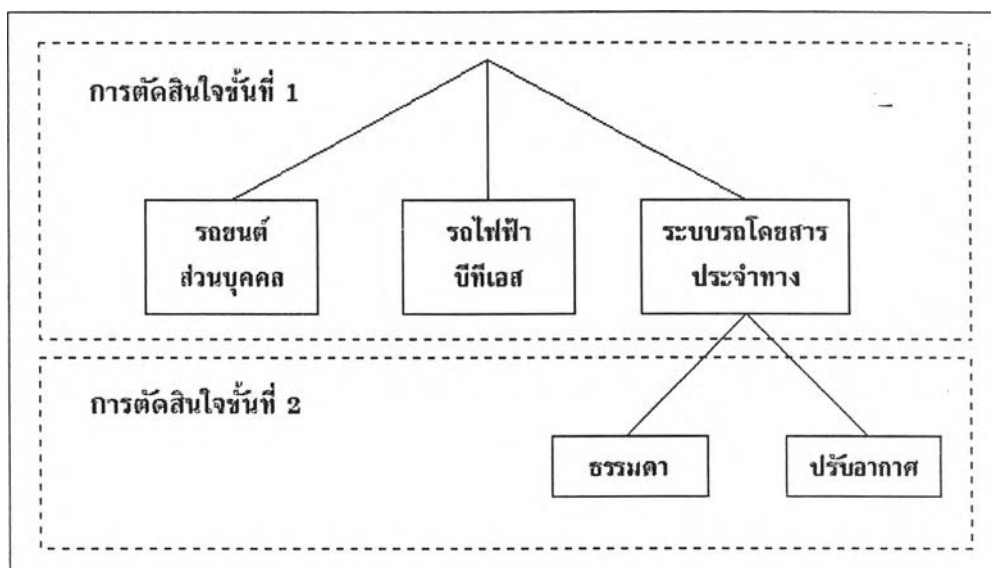 การตัดสินใจขั้นที่ 1
รถยนต์
ส่วนบุคคล
รถไฟฟ้า
บีทีเอส
ระบบรถโดยสาร
ประจำทาง
การตัดสินใจขั้นที่ 2
ธรรมดา
ปรับอากาศ